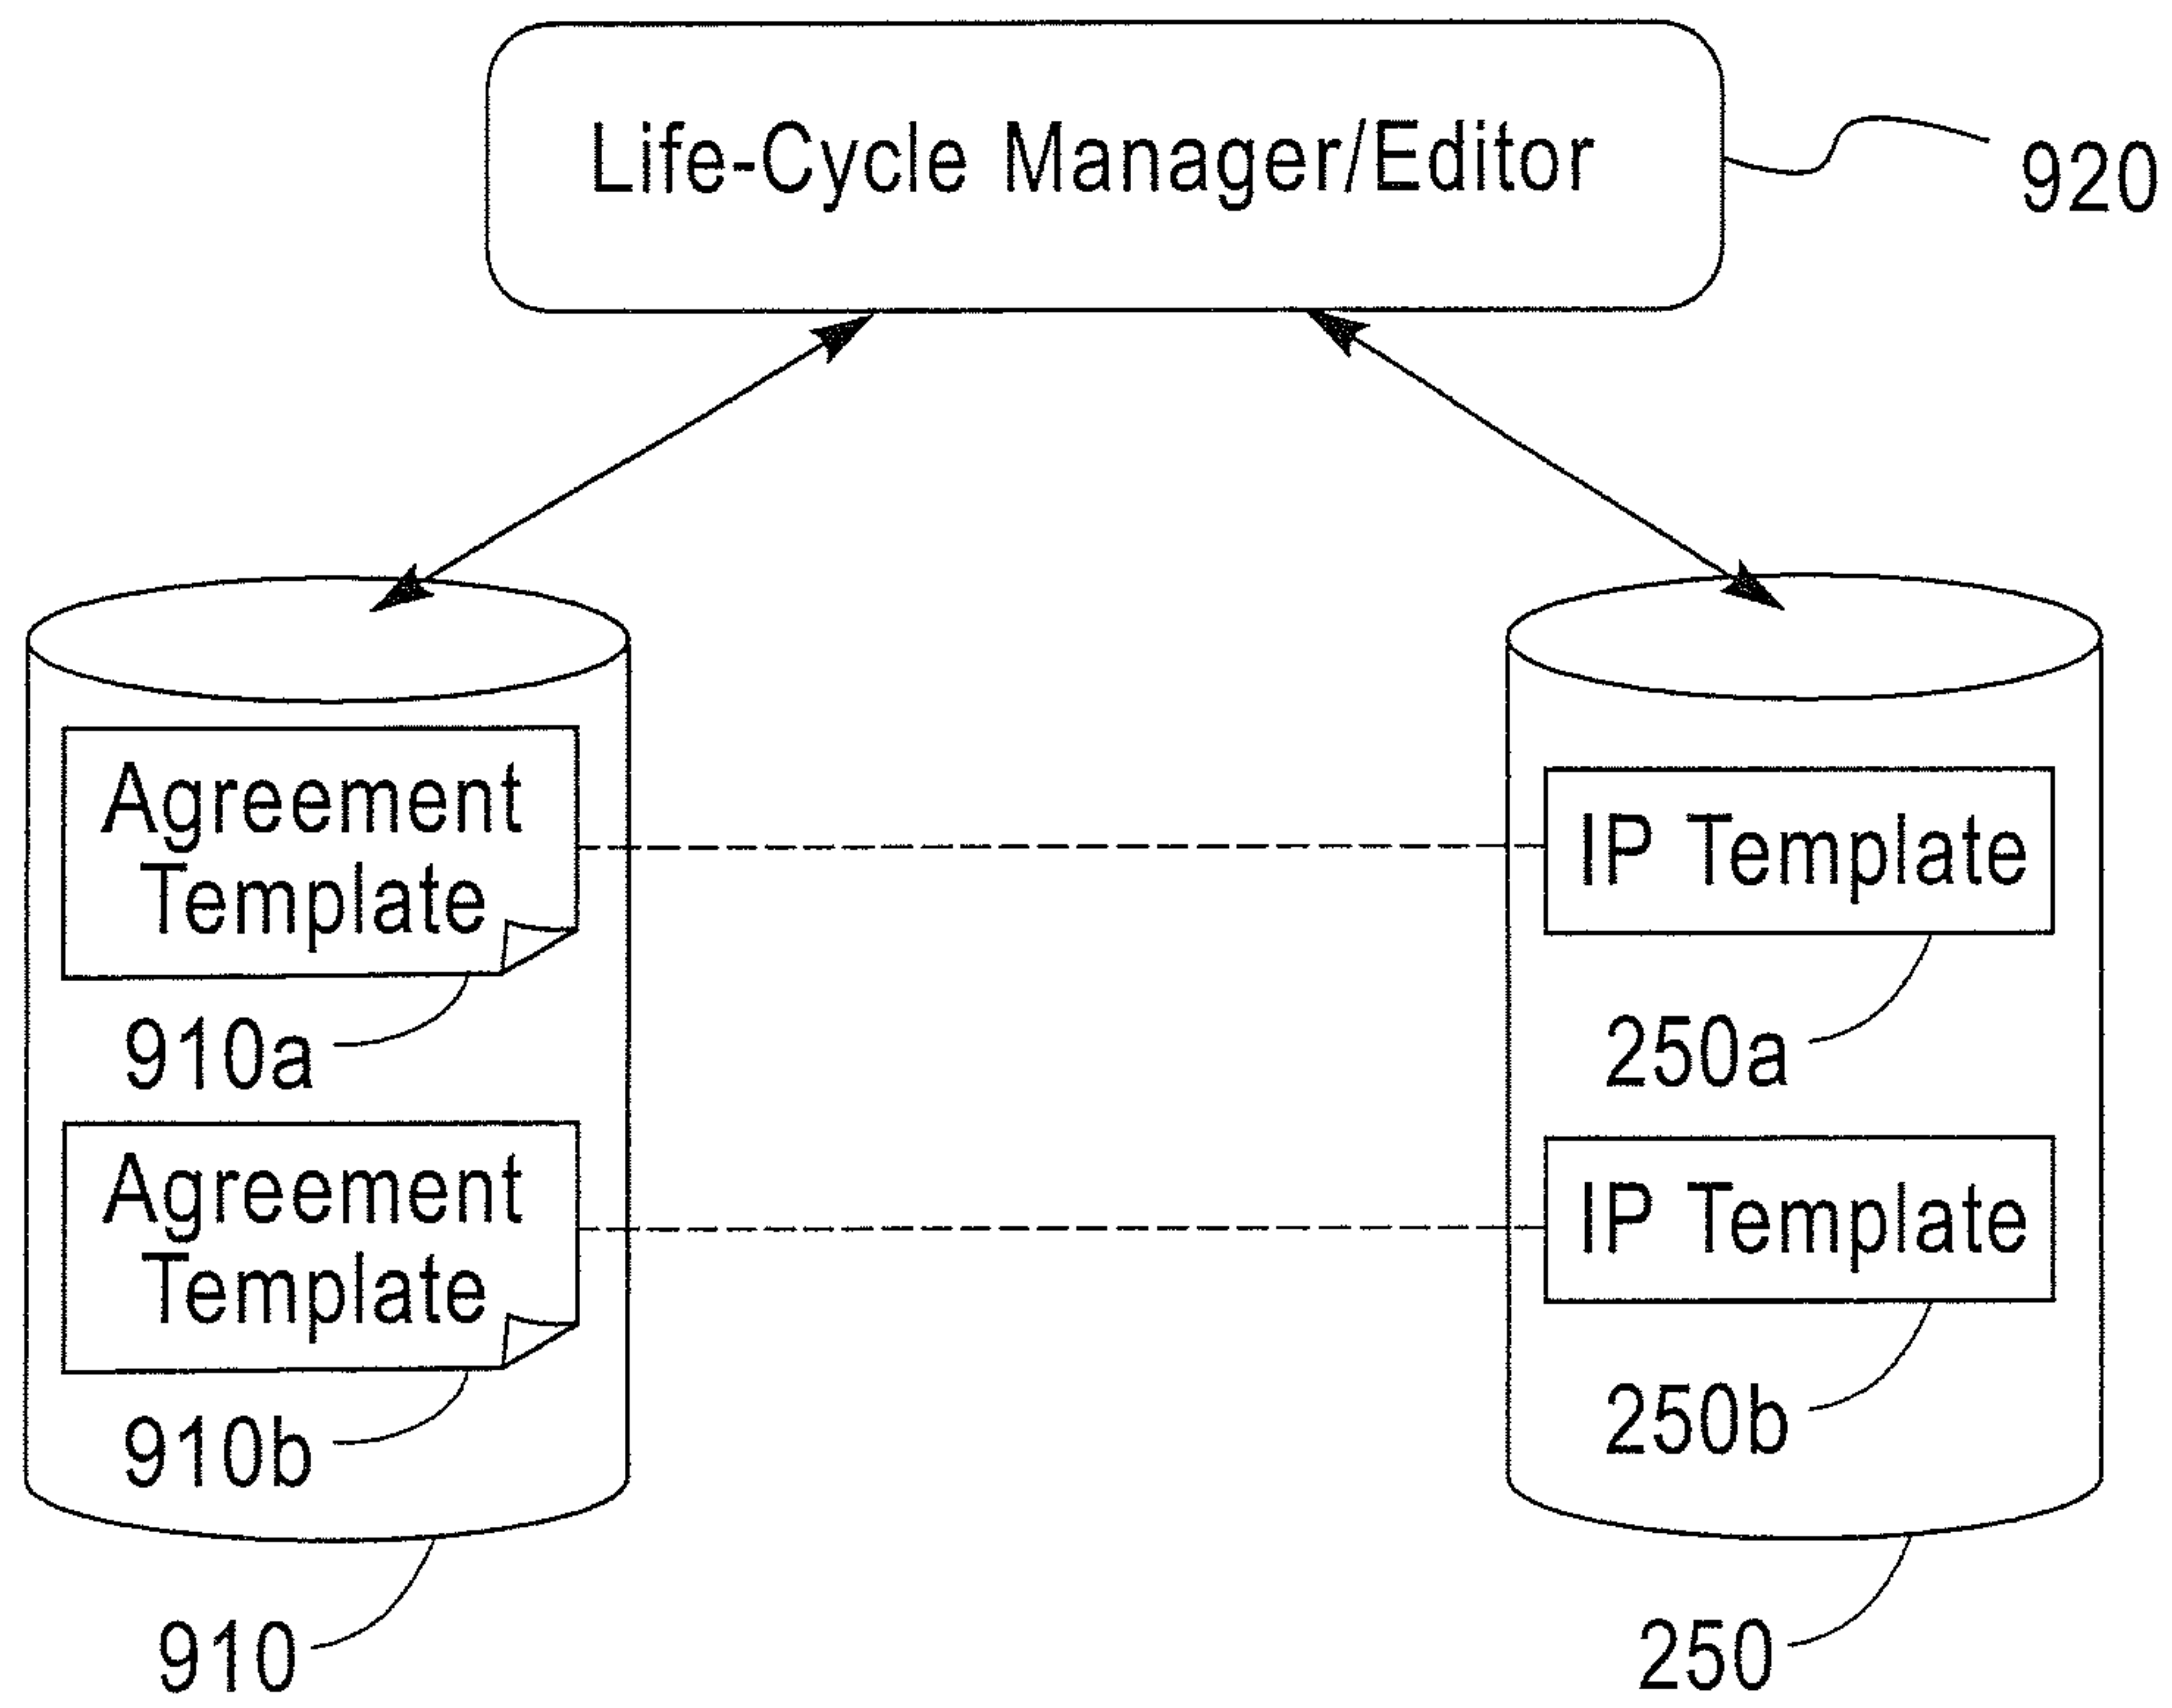 Life-Cycle Manager/Editor
920
Agreement
Template
910a
Agreement
Template
910b
910
IP Template
250a
IP Template
250b
250